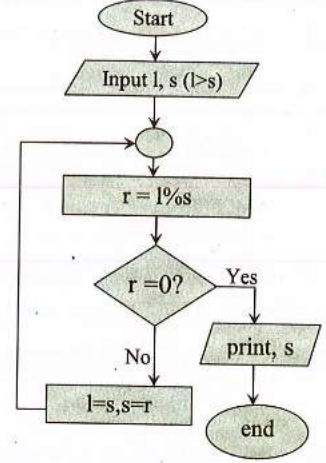 Start
Input l, s (l>s)
r = l%s
r =0?
Yes
No
print, s
l=s,s=r
end